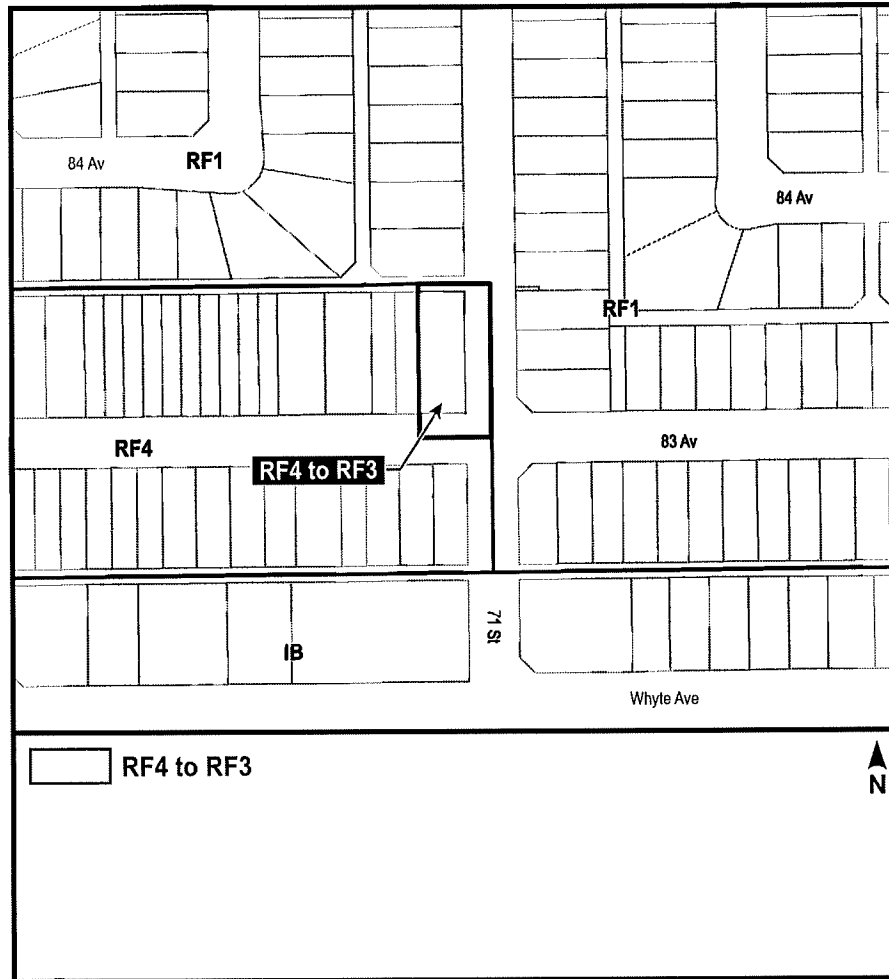 84 Av
RF1
84 Av
RF1
RF4
83 Av
RF4 to RF3
71 St
IB
Whyte Ave
RF4 to RF3
N